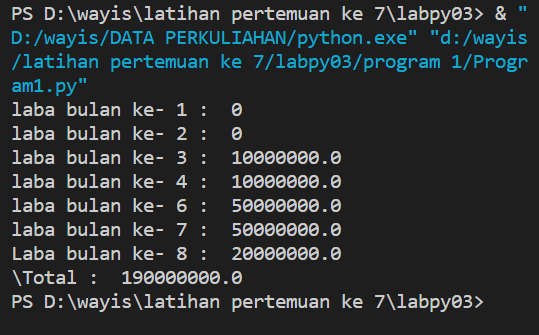 PS D:\wayis\latihan pertemuan ke 7\labpy03> & "
D:/wayis/DATA PERKULIAHAN/python.exe" "d:/wayis
/latihan pertemuan ke 7/labpy03/program 1/Progr
am1.py"
laba bulan ke- 1 :  0
laba bulan ke- 2 :  0
laba bulan ke- 3 :  10000000.0
laba bulan ke- 4 :  10000000.0
laba bulan ke- 6 :  50000000.0
laba bulan ke- 7 :  50000000.0
Laba bulan ke- 8 :  20000000.0
\Total :  190000000.0
PS D:\wayis\latihan pertemuan ke 7\labpy03>